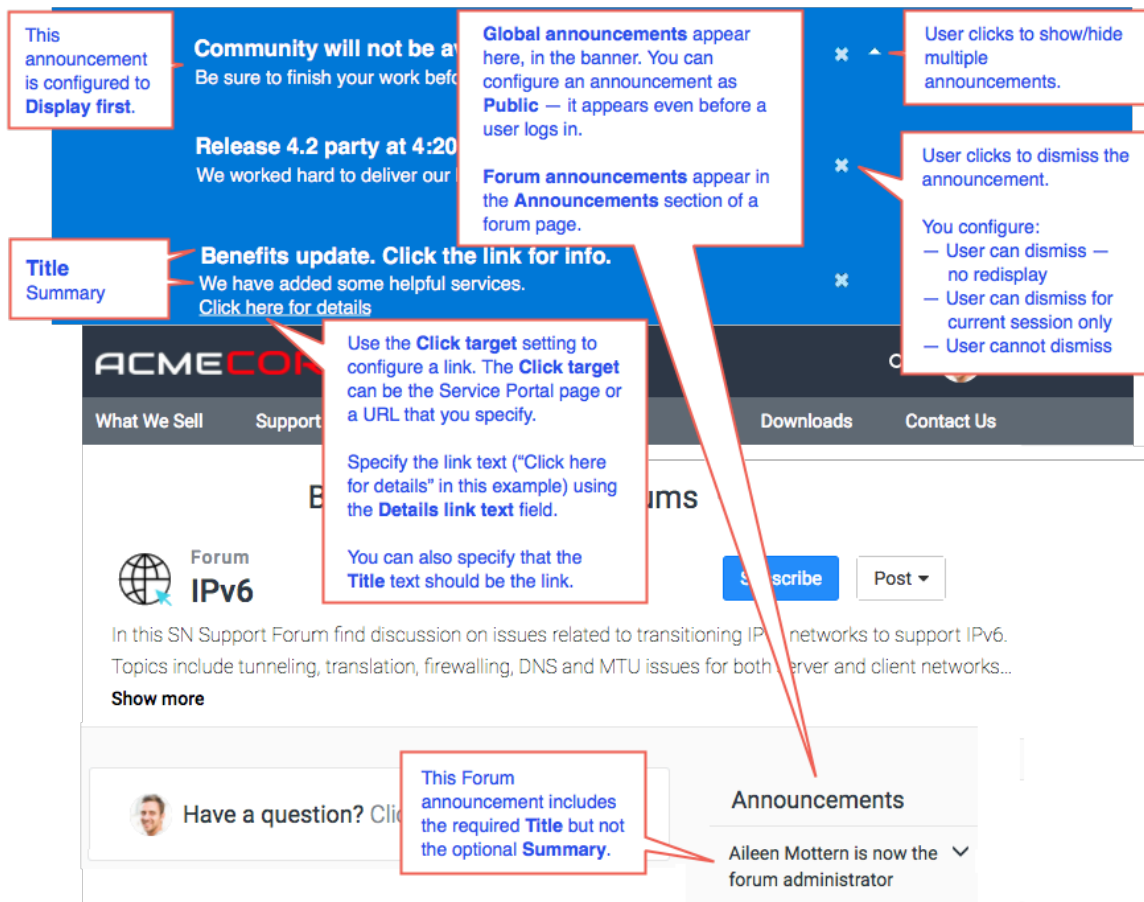 This
announcement
is configured to
Display first.
Community will not be
Be sure to finish your work
Global announcements appear
here, in the banner. You can
configure an announcement as
Public — it appears even before a
user logs in.
Forum announcements appear in
the Announcements section of a
forum page.
User clicks to show/hide
multiple
announcements.
Release 4.2 party at 4:20
We worked hard to deliver our
User clicks to dismiss the
announcement.
You configure:
— User can dismiss —
no redisplay
— User can dismiss for
current session only
— User cannot dismiss
Title
Summary
Benefits update. Click the link for info.
We have added some helpful services.
Click here for details
Use the Click target setting to
configure a link. The Click target
can be the Service Portal page or
a URL that you specify.
Specify the link text (“Click here
for details” in this example) using
the Details link text field.
You can also specify that the
Title text should be the link.
ACME
What We Sell
Support
Downloads
Contact Us
Forum
IPv6
Subscribe
Post
In this SN Support Forum find discussion on issues related to transitioning networks to support IPv6.
Topics include tunneling, translation, firewalling, DNS and MTU issues for both server and client networks...
Show more
Have a question?
This Forum
announcement includes
the required Title but not
the optional Summary.
Announcements
Aileen Mottern is now the
forum administrator